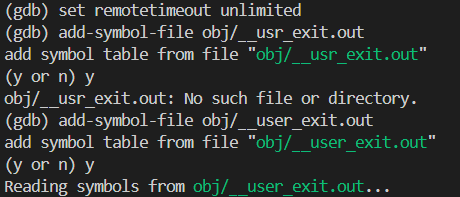 (gdb) set remotetimeout unlimited
(gdb) add-symbol-file obj/__usr_exit.out
add symbol table from file "obj/__usr_exit.out"
(y or n) y
obj/__usr_exit.out: No such file or directory.
(gdb) add-symbol-file obj/__user_exit.out
add symbol table from file "obj/__user_exit.out"
(y or n) y
Reading symbols from obj/__user_exit.out...